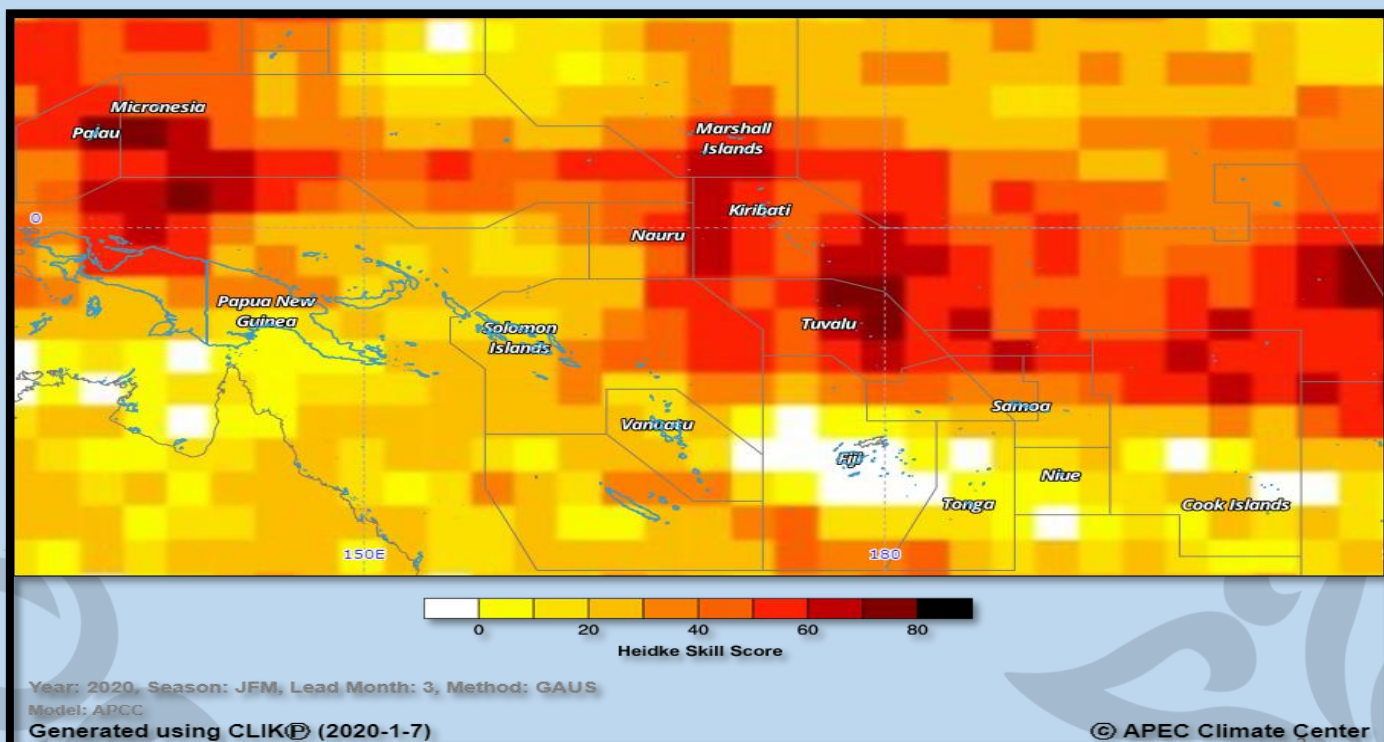 Micronesia
Palau
Marshall
Islands
Kiribati
0
Nauru
Papua New
Guinea
Solomon
Islands
Tuvalu
Samoa
Vanuatu
Fiji
Niue
Tonga
Cook Islands
150E
180
0
20
40
60
80
Heidke Skill Score
Year: 2020, Season: JFM, Lead Month: 3, Method: GAUS
Model: APCC
Generated using CLIKⓅ (2020-1-7)
© APEC Climate Center